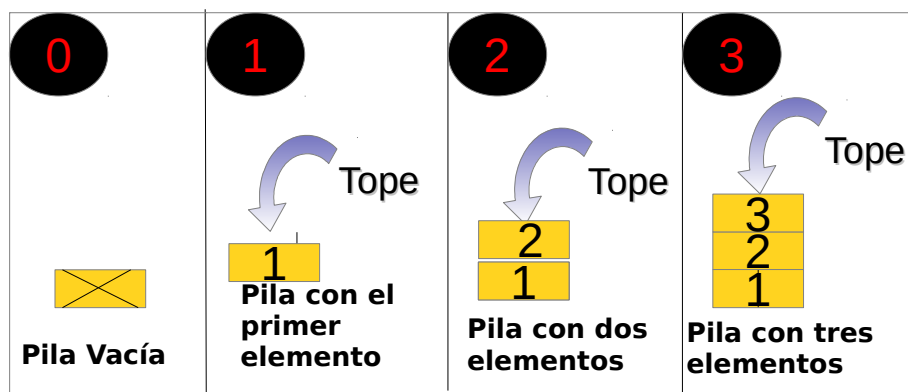 0
Pila Vacía
1
Tope
1
Pila con el
primer
elemento
2
Tope
2
1
Pila con dos
elementos
3
Tope
3
2
1
Pila con tres
elementos